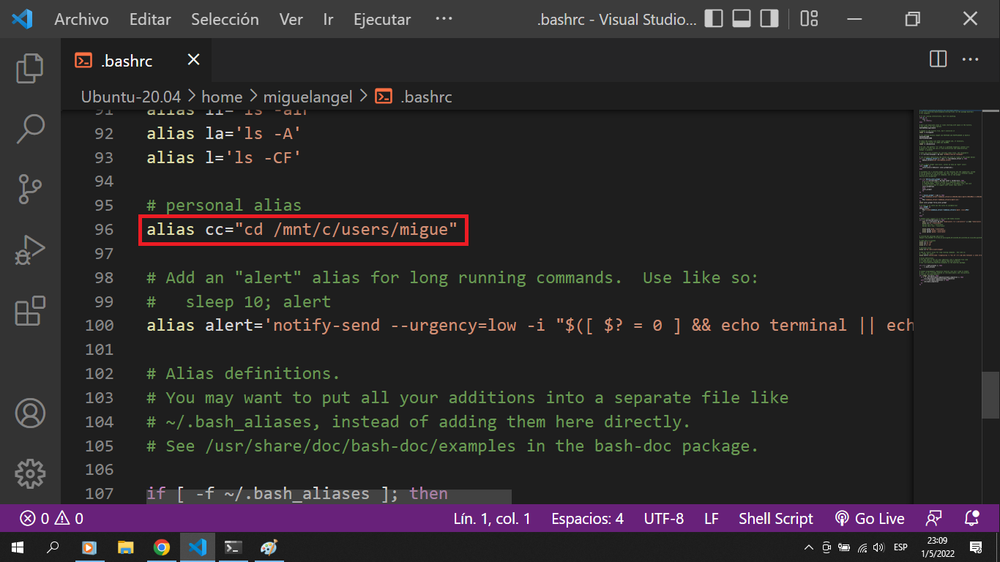 Archivo Editar Selección Ver Ir Ejecutar ··· .bashrc - Visual Studio...
.bashrc
Ubuntu-20.04 > home > miguelangel > .bashrc
92 alias la='ls -A'
93 alias l='ls -CF'
94
95 # personal alias
96 alias cc="cd /mnt/c/users/migue"
97
98 # Add an "alert" alias for long running commands.  Use like so:
99 #   sleep 10; alert
100 alias alert='notify-send --urgency=low -i "$([ $? = 0 ] && echo terminal || ech
101
102 # Alias definitions.
103 # You may want to put all your additions into a separate file like
104 # ~/.bash_aliases, instead of adding them here directly.
105 # See /usr/share/doc/bash-doc/examples in the bash-doc package.
106
107 if [ -f ~/.bash_aliases ]; then
0 0 Lín. 1, col. 1 Espacios: 4 UTF-8 LF Shell Script Go Live
ESP 23:09
1/5/2022